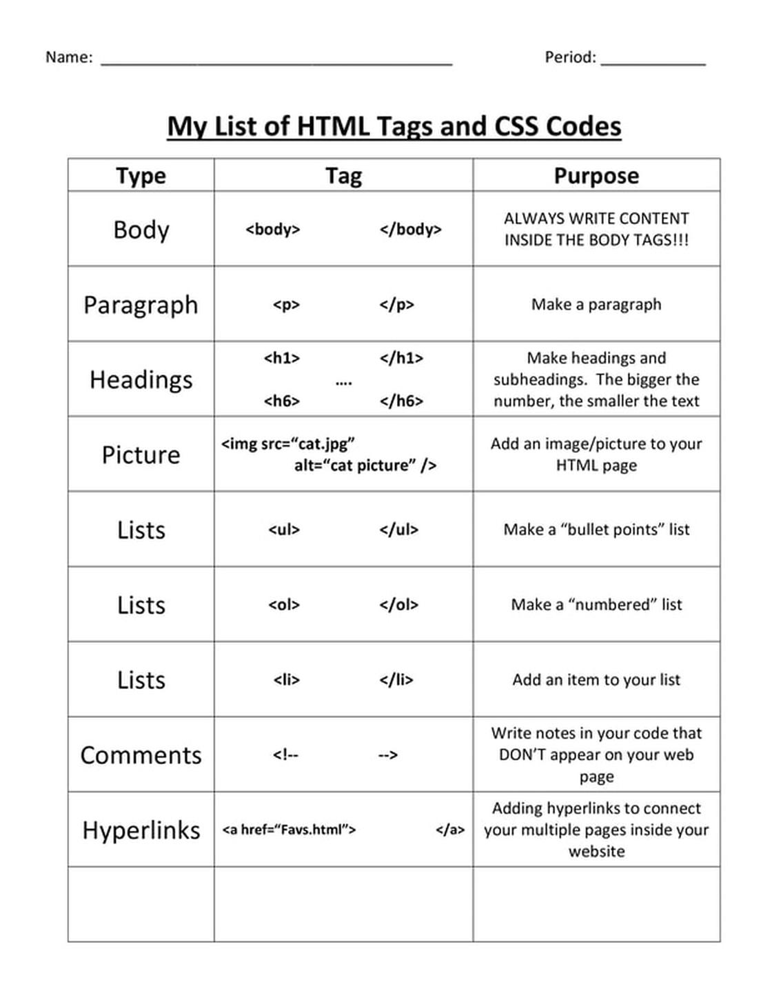 Name: ____________________________________________ Period: _____________
My List of HTML Tags and CSS Codes
Type Tag Purpose
Body <body> </body> ALWAYS WRITE CONTENT
INSIDE THE BODY TAGS!!!
Paragraph <p> </p> Make a paragraph
Headings <h1> </h1> Make headings and
.... subheadings. The bigger the
<h6> </h6> number, the smaller the text
Picture <img src=“cat.jpg” Add an image/picture to your
alt=“cat picture” /> HTML page
Lists <ul> </ul> Make a “bullet points” list
Lists <ol> </ol> Make a “numbered” list
Lists <li> </li> Add an item to your list
Comments <!-- --> Write notes in your code that
DON’T appear on your web
page
Hyperlinks <a href=“Favs.html”> </a> Adding hyperlinks to connect
your multiple pages inside your
website